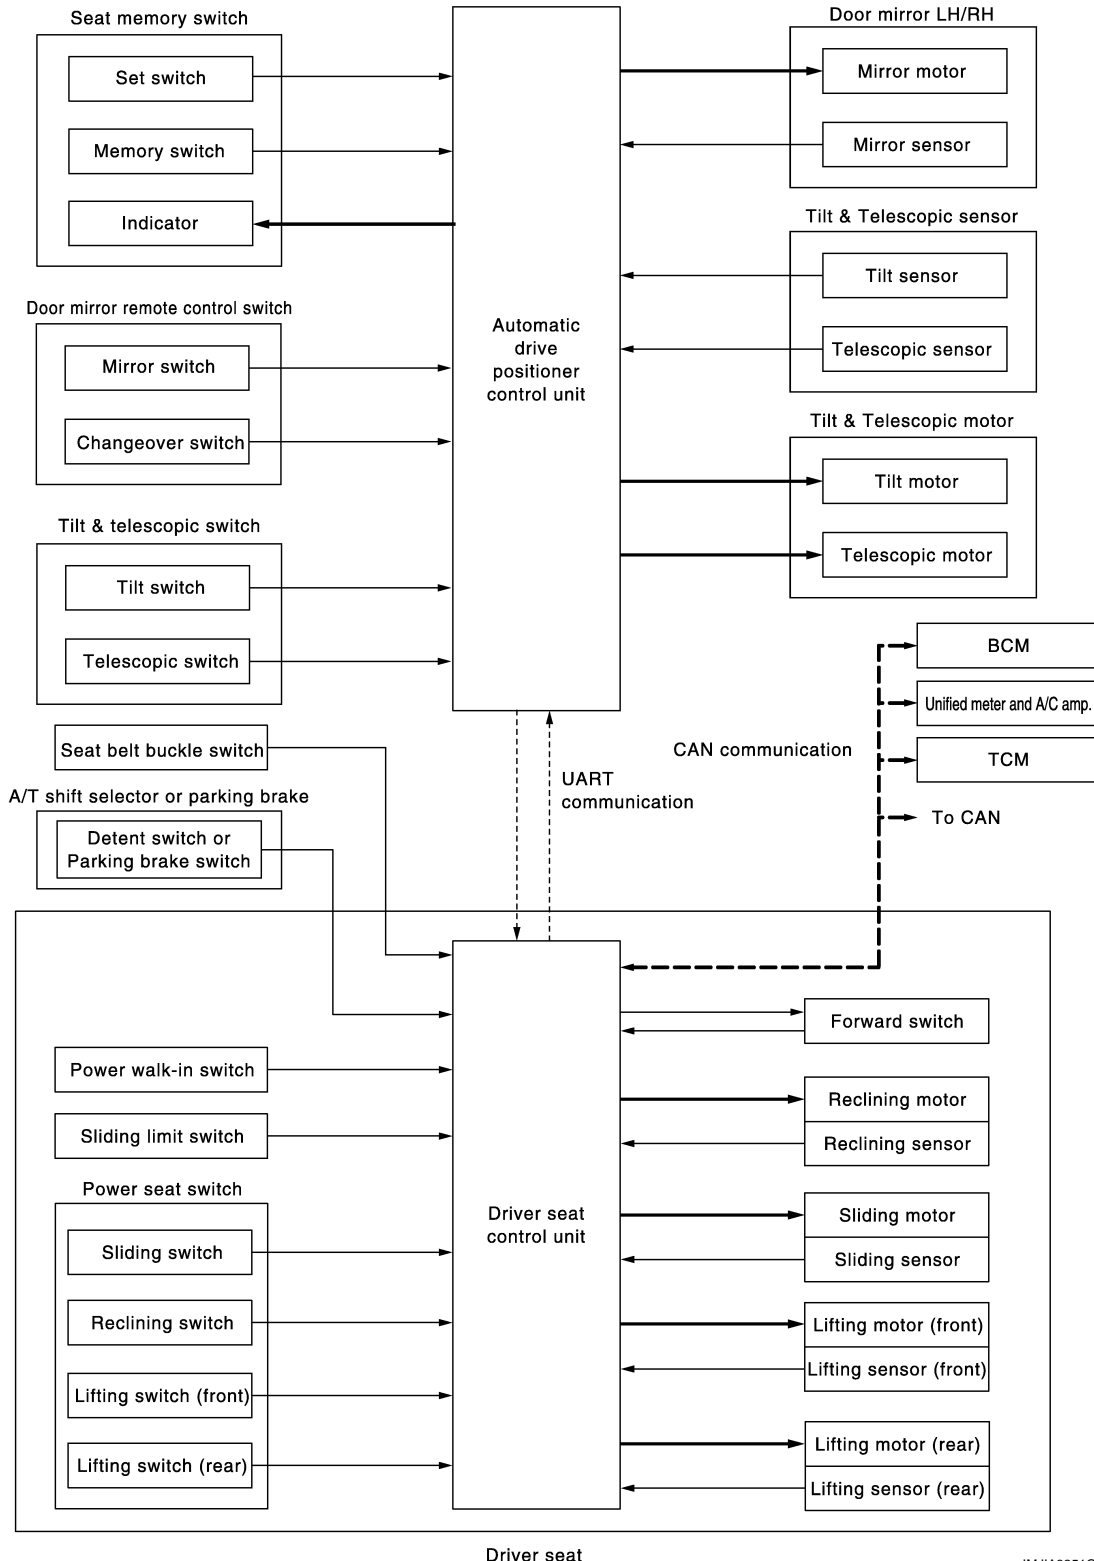 Seat memory switch
Set switch
Memory switch
Indicator
Door mirror remote control switch
Mirror switch
Changeover switch
Tilt & telescopic switch
Tilt switch
Telescopic switch
Seat belt buckle switch
A/T shift selector or parking brake
Detent switch or
Parking brake switch
Automatic
drive
positioner
control unit
Door mirror LH/RH
Mirror motor
Mirror sensor
Tilt & Telescopic sensor
Tilt sensor
Telescopic sensor
Tilt & Telescopic motor
Tilt motor
Telescopic motor
BCM
Unified meter and A/C amp.
TCM
To CAN
CAN communication
UART
communication
Power walk-in switch
Sliding limit switch
Power seat switch
Sliding switch
Reclining switch
Lifting switch (front)
Lifting switch (rear)
Driver seat
control unit
Forward switch
Reclining motor
Reclining sensor
Sliding motor
Sliding sensor
Lifting motor (front)
Lifting sensor (front)
Lifting motor (rear)
Lifting sensor (rear)
Driver seat